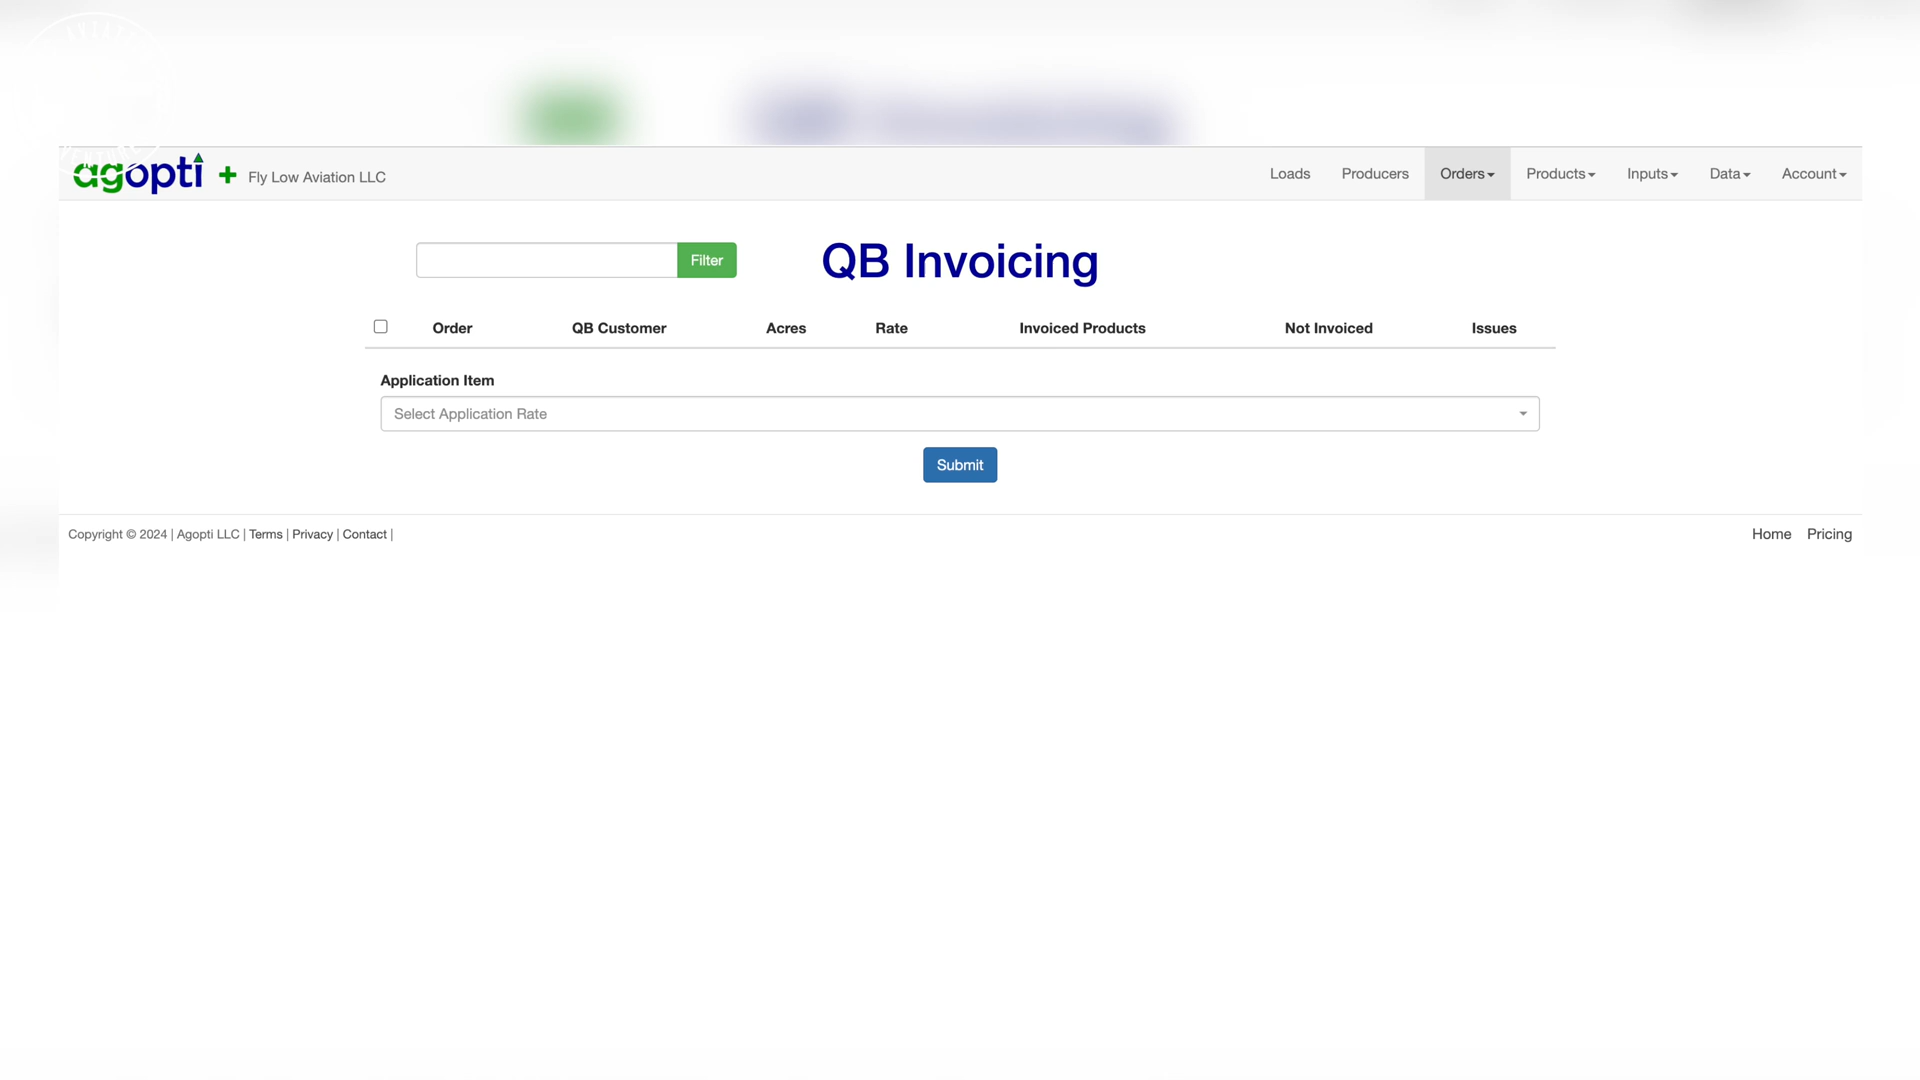 agopti + Fly Low Aviation LLC Loads Producers Orders Products Inputs Data Account
Filter QB Invoicing
Order QB Customer Acres Rate Invoiced Products Not Invoiced Issues
Application Item
Select Application Rate
Submit
Copyright © 2024 | Agopti LLC | Terms | Privacy | Contact | Home Pricing